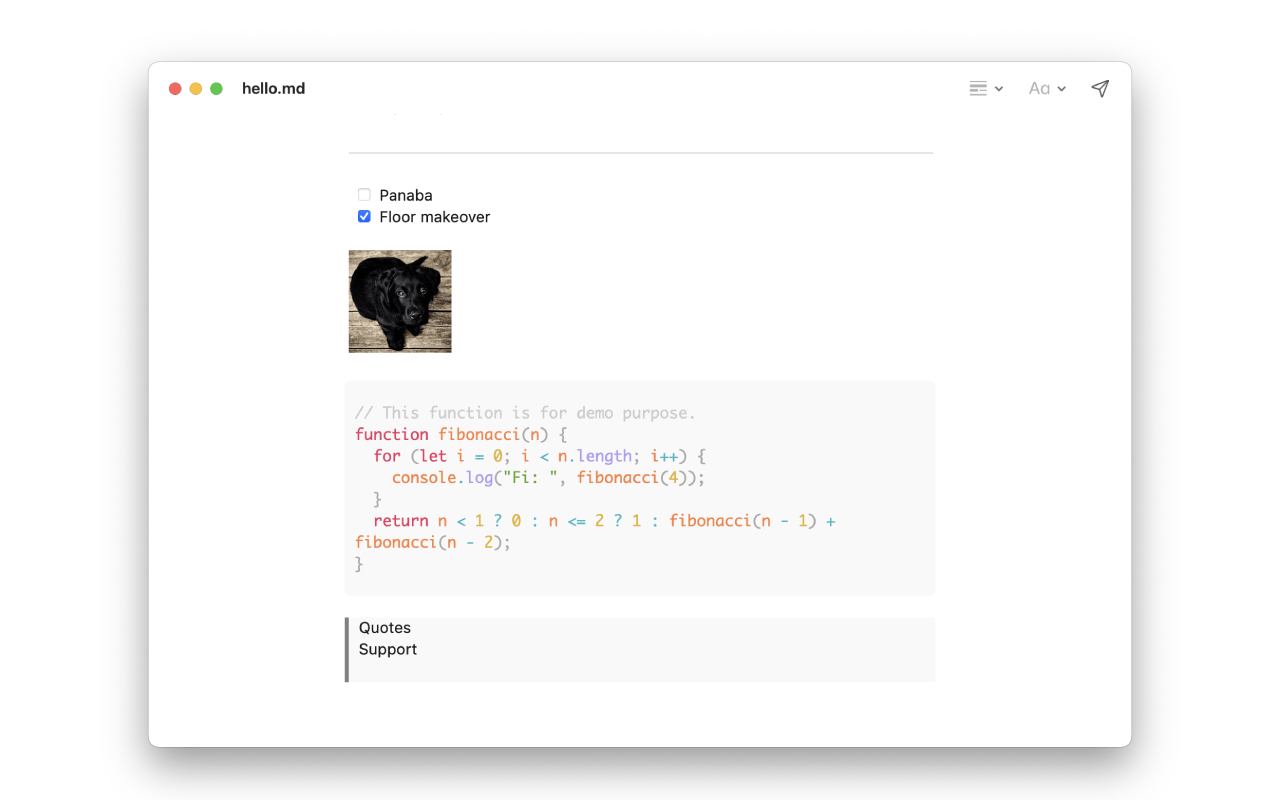 hello.md
Aa
Panaba
Floor makeover
// This function is for demo purpose.
function fibonacci(n) {
  for (let i = 0; i < n.length; i++) {
    console.log("Fi: ", fibonacci(4));
  }
  return n < 1 ? 0 : n <= 2 ? 1 : fibonacci(n - 1) +
fibonacci(n - 2);
}
Quotes
Support